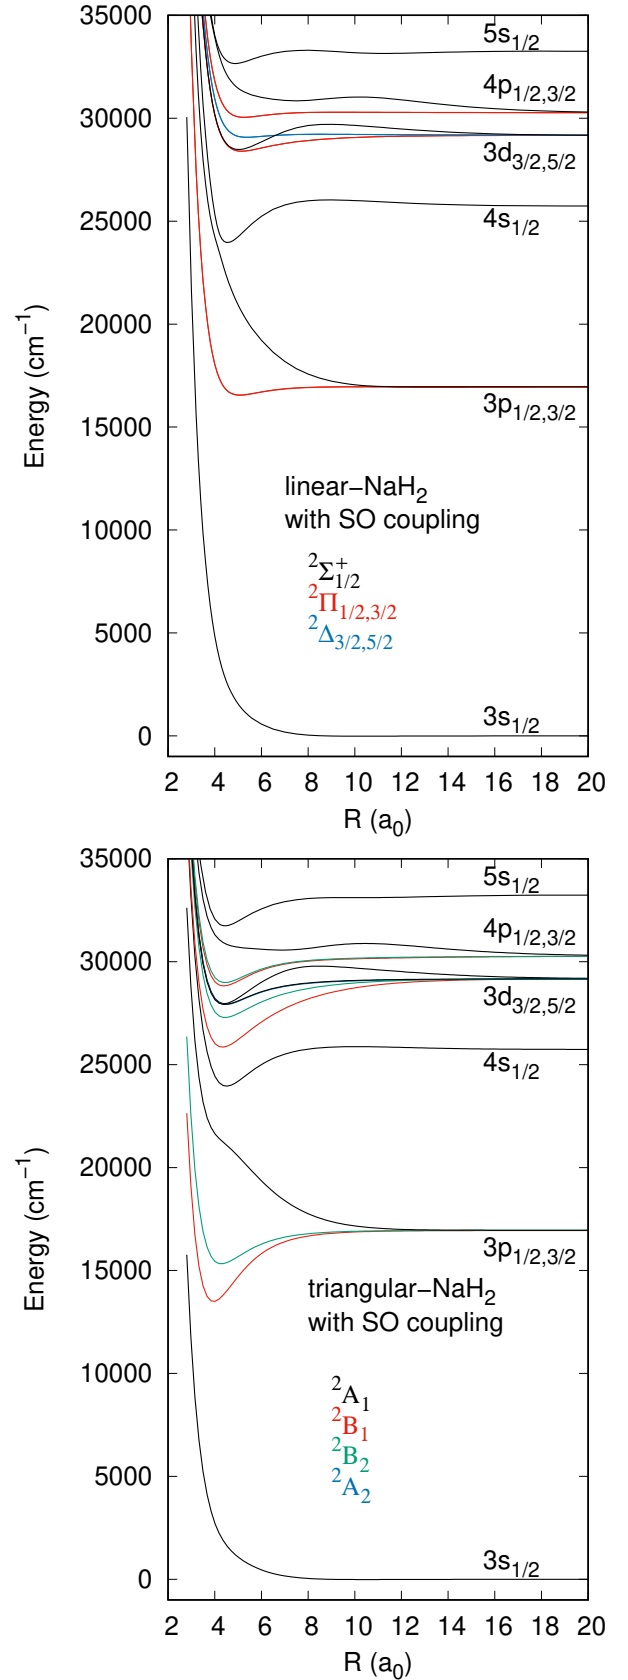 35000
30000
25000
20000
15000
10000
5000
0
Energy (cm⁻¹)
5s₁/₂
4p₁/₂,₃/₂
3d₃/₂,₅/₂
4s₁/₂
3p₁/₂,₃/₂
linear−NaH₂
with SO coupling
²Σ⁺₁/₂
²Π₁/₂,₃/₂
²Δ₃/₂,₅/₂
3s₁/₂
2 4 6 8 10 12 14 16 18 20
R (a₀)
35000
30000
25000
20000
15000
10000
5000
0
Energy (cm⁻¹)
5s₁/₂
4p₁/₂,₃/₂
3d₃/₂,₅/₂
4s₁/₂
3p₁/₂,₃/₂
triangular−NaH₂
with SO coupling
²A₁
²B₁
²B₂
²A₂
3s₁/₂
2 4 6 8 10 12 14 16 18 20
R (a₀)